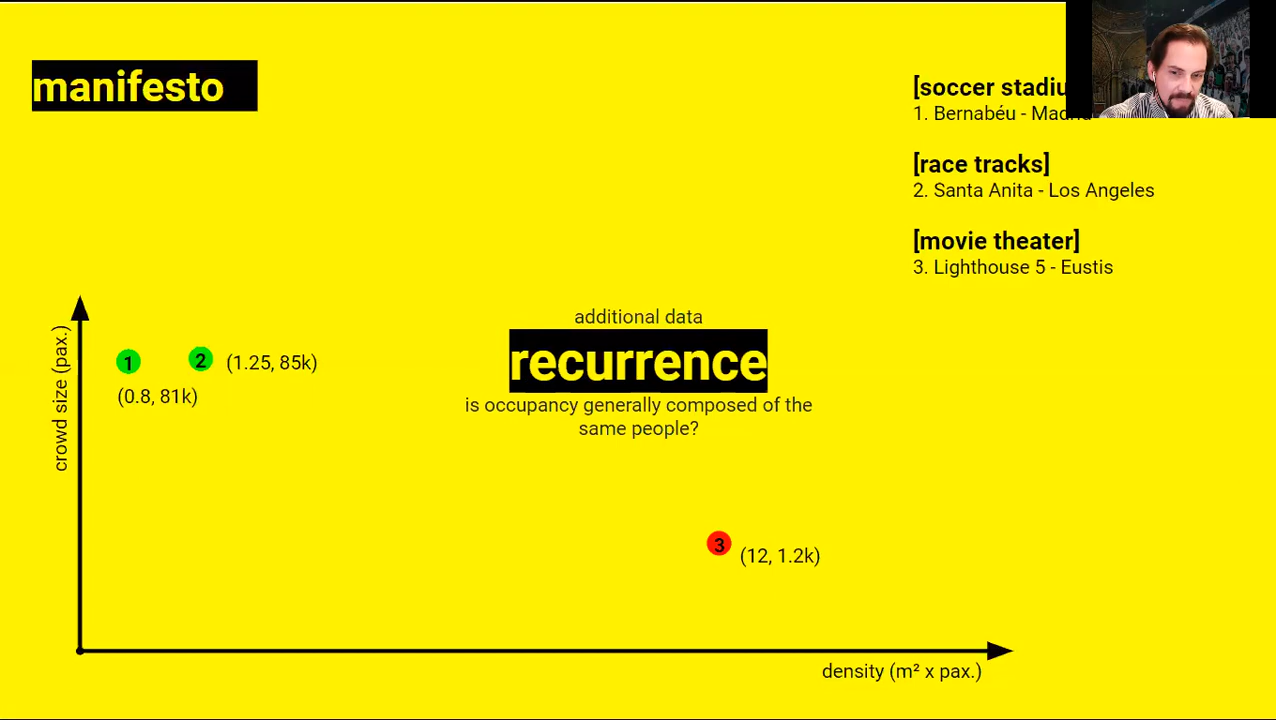 manifesto
[soccer stadiu
1. Bernabéu - Madrid
[race tracks]
2. Santa Anita - Los Angeles
[movie theater]
3. Lighthouse 5 - Eustis
additional data
recurrence
is occupancy generally composed of the
same people?
crowd size (pax.)
1
2
(1.25, 85k)
(0.8, 81k)
3
(12, 1.2k)
density (m² x pax.)